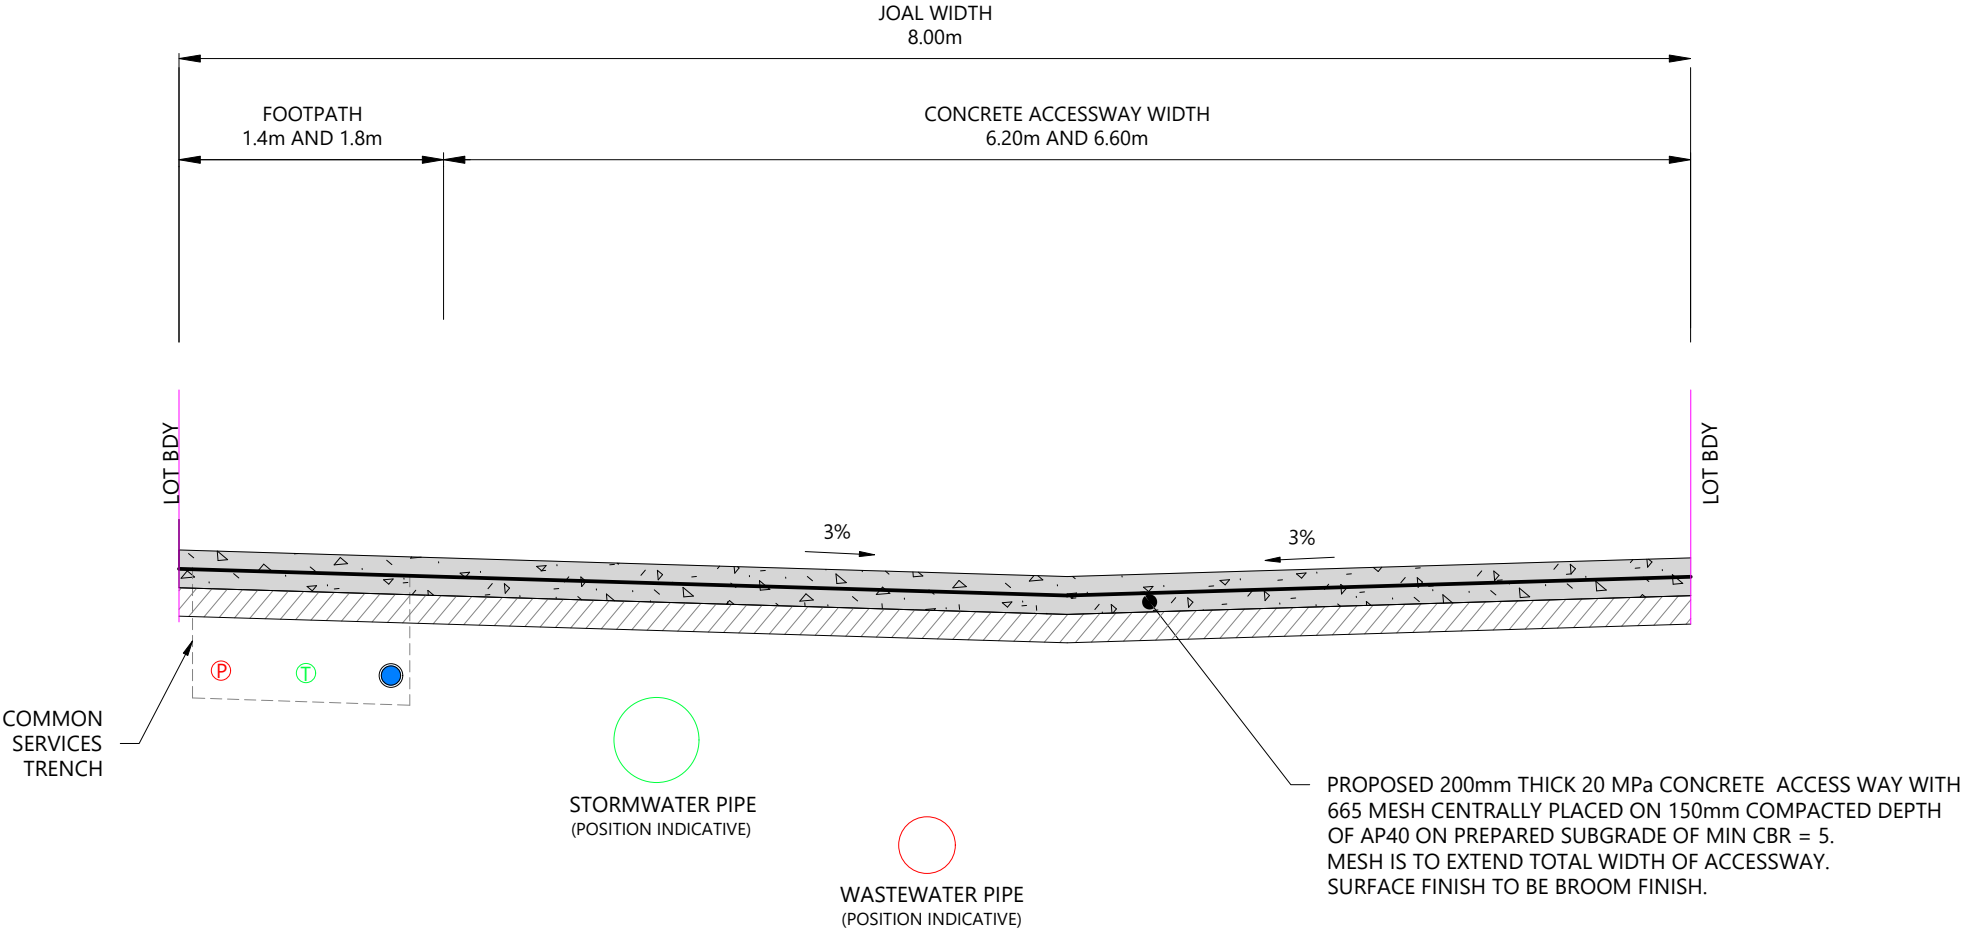 JOAL WIDTH
8.00m
FOOTPATH
1.4m AND 1.8m
CONCRETE ACCESSWAY WIDTH
6.20m AND 6.60m
LOT BDY
LOT BDY
3%
3%
P
T
COMMON
SERVICES
TRENCH
STORMWATER PIPE
(POSITION INDICATIVE)
WASTEWATER PIPE
(POSITION INDICATIVE)
PROPOSED 200mm THICK 20 MPa CONCRETE ACCESS WAY WITH
665 MESH CENTRALLY PLACED ON 150mm COMPACTED DEPTH
OF AP40 ON PREPARED SUBGRADE OF MIN CBR = 5.
MESH IS TO EXTEND TOTAL WIDTH OF ACCESSWAY.
SURFACE FINISH TO BE BROOM FINISH.